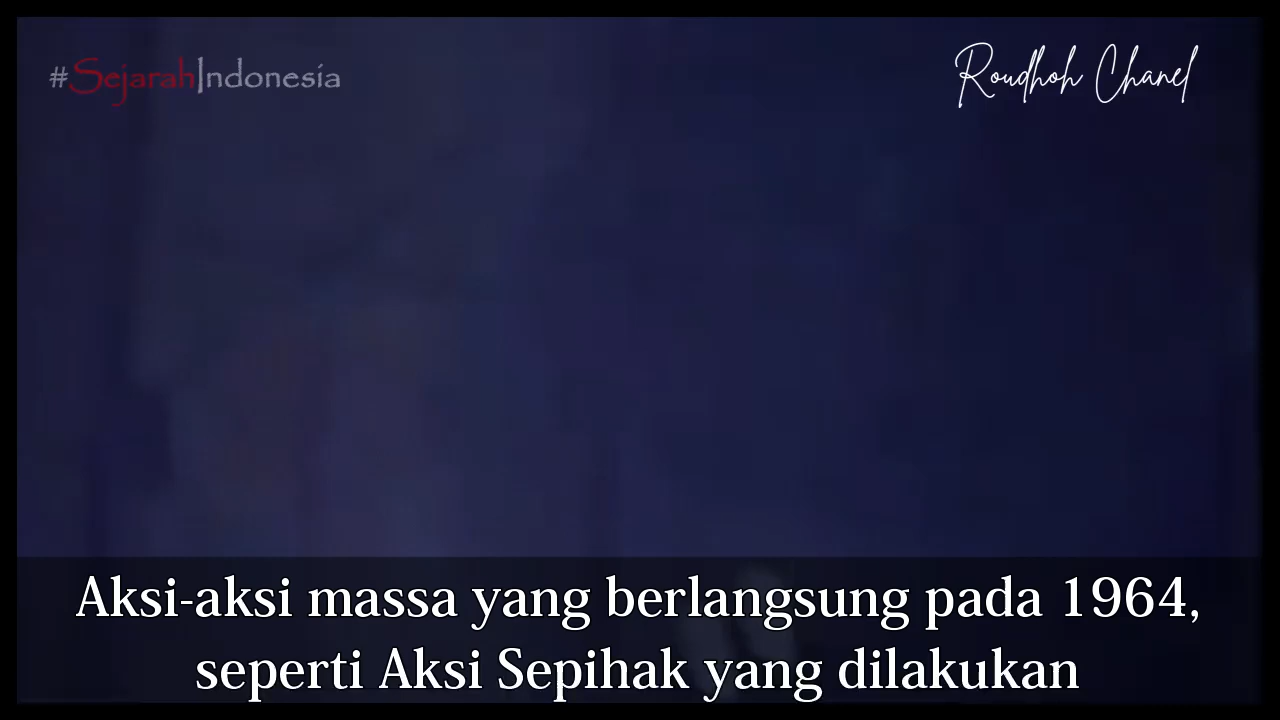 #SejarahIndonesia
Roudhoh Chanel
Aksi-aksi massa yang berlangsung pada 1964,
seperti Aksi Sepihak yang dilakukan